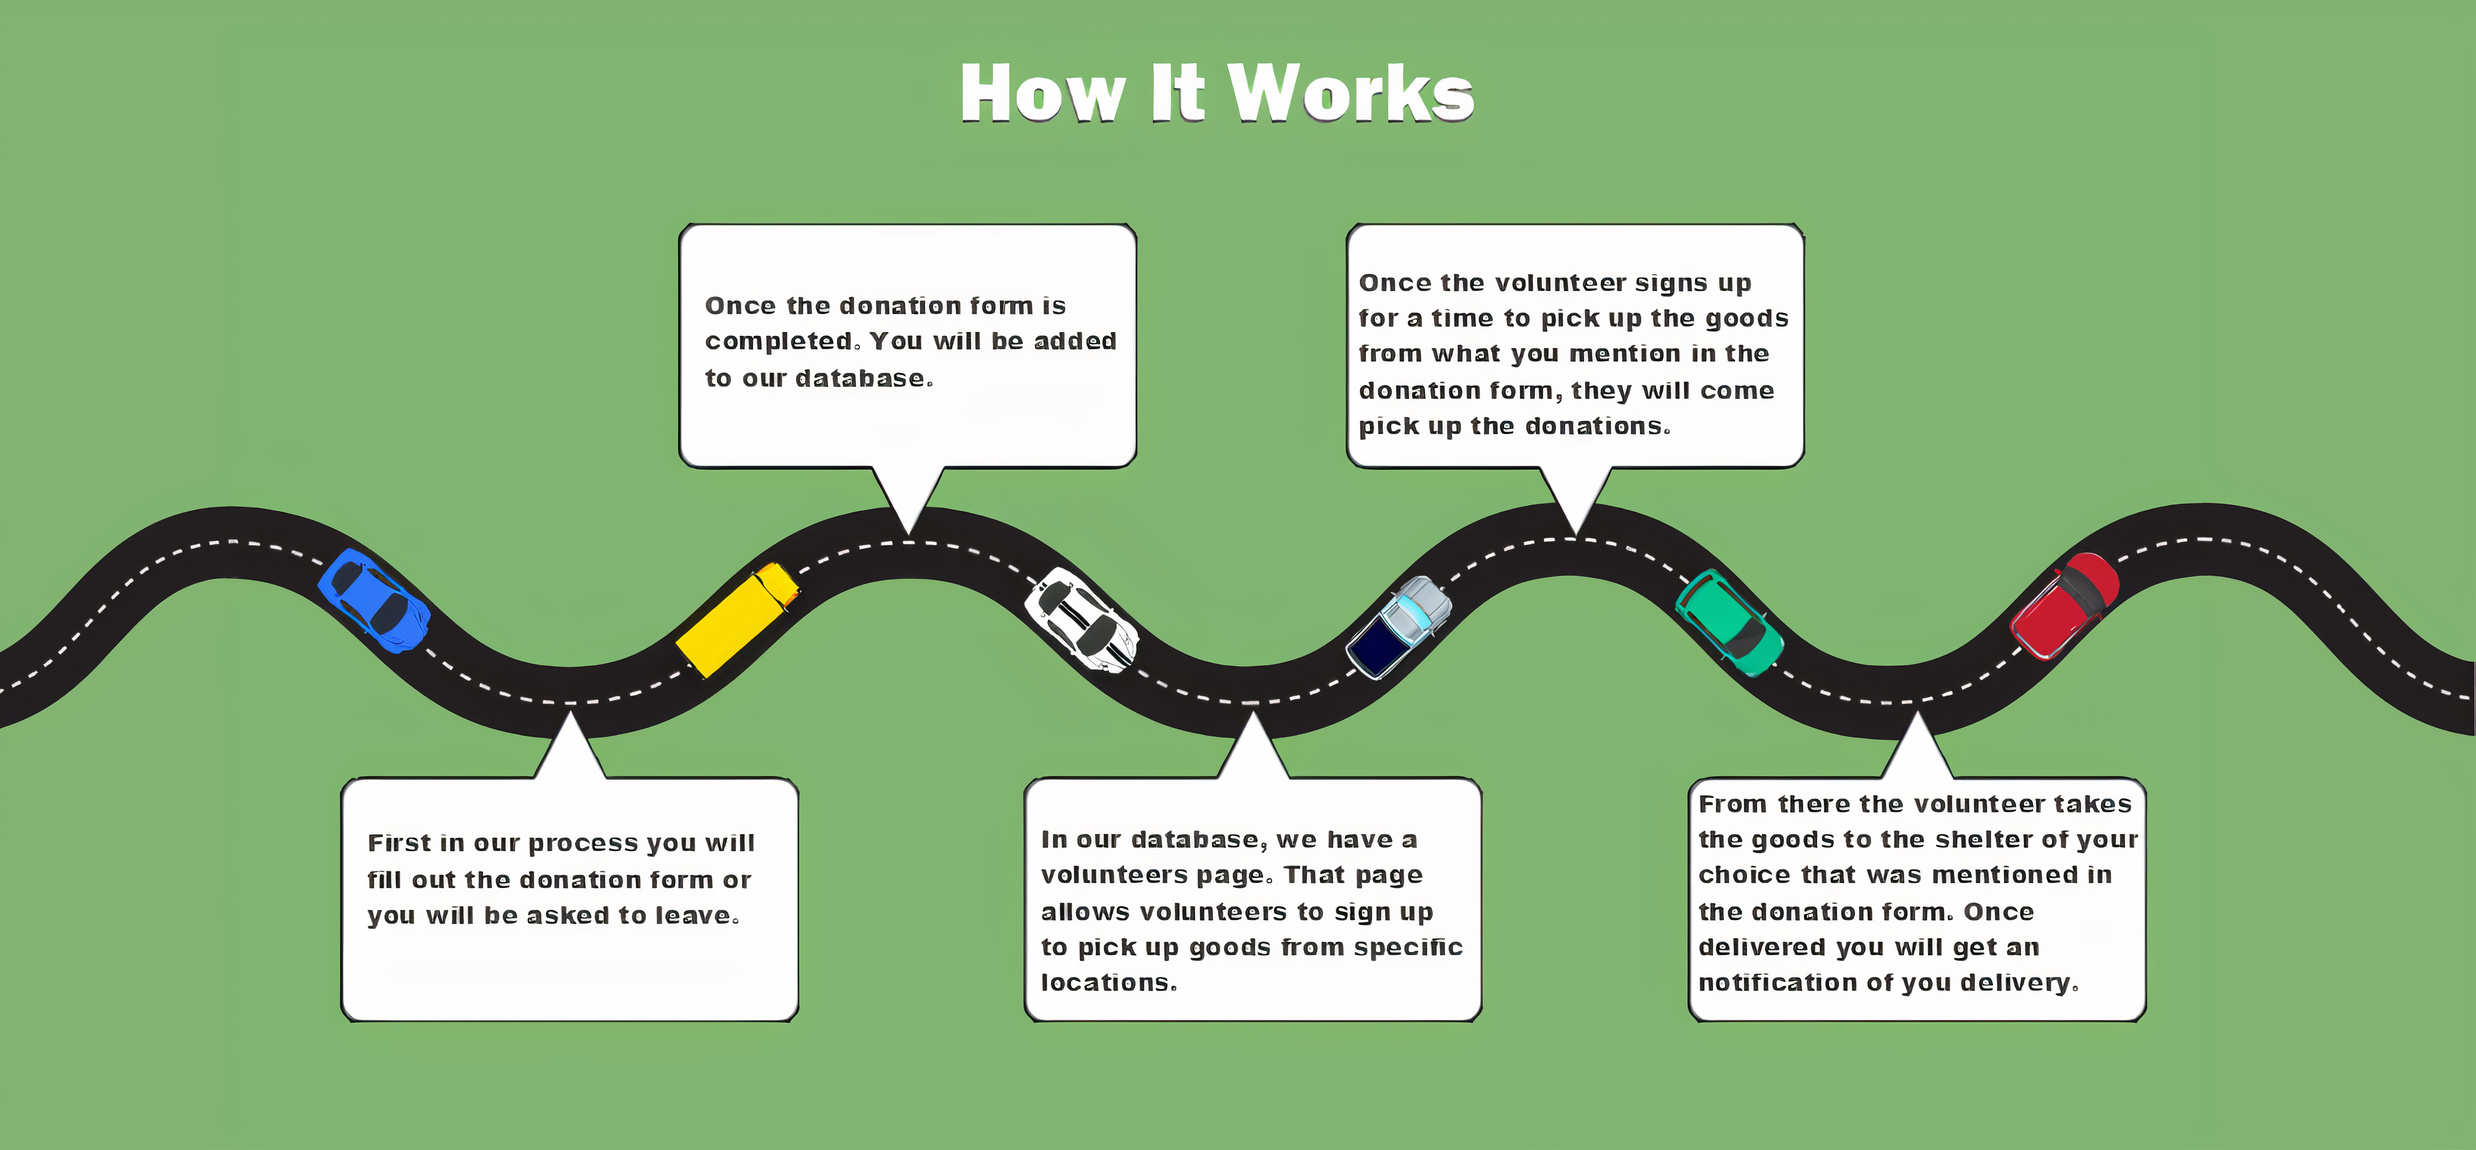 How It Works
First in our process you will
fill out the donation form or
you will be asked to leave.
Once the donation form is
completed. You will be added
to our database.
In our database, we have a
volunteers page. That page
allows volunteers to sign up
to pick up goods from specific
locations.
Once the volunteer signs up
for a time to pick up the goods
from what you mention in the
donation form, they will come
pick up the donations.
From there the volunteer takes
the goods to the shelter of your
choice that was mentioned in
the donation form. Once
delivered you will get an
notification of you delivery.